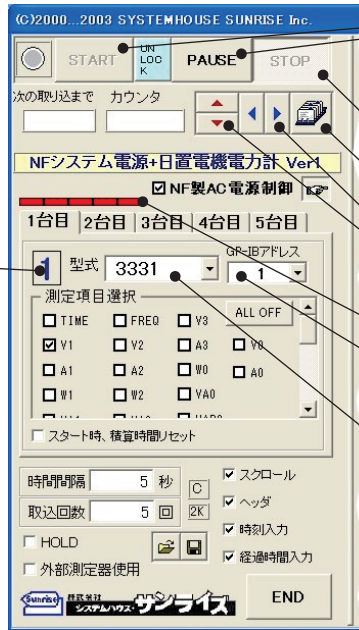 (C)2000...2003 SYSTEMHOUSE SUNRISE Inc.
START UN LOC K PAUSE STOP
次の取り込まで カウンタ
NFシステム電源+日置電機電力計 Ver1
NF製AC電源制御
1台目 2台目 3台目 4台目 5台目
GP-IBアドレス
1 型式 3331 1
測定項目選択 ALL OFF
TIME FREQ V3
V1 V2 A3 V0
A1 A2 W0 A0
W1 W2 VA0
スタート時、積算時間リセット
時間間隔 5 秒 C スクロール
取込回数 5 回 2K ヘッダ
HOLD 時刻入力
外部測定器使用 経過時間入力
Sunrise 株式会社 システムハウス・サンライズ END